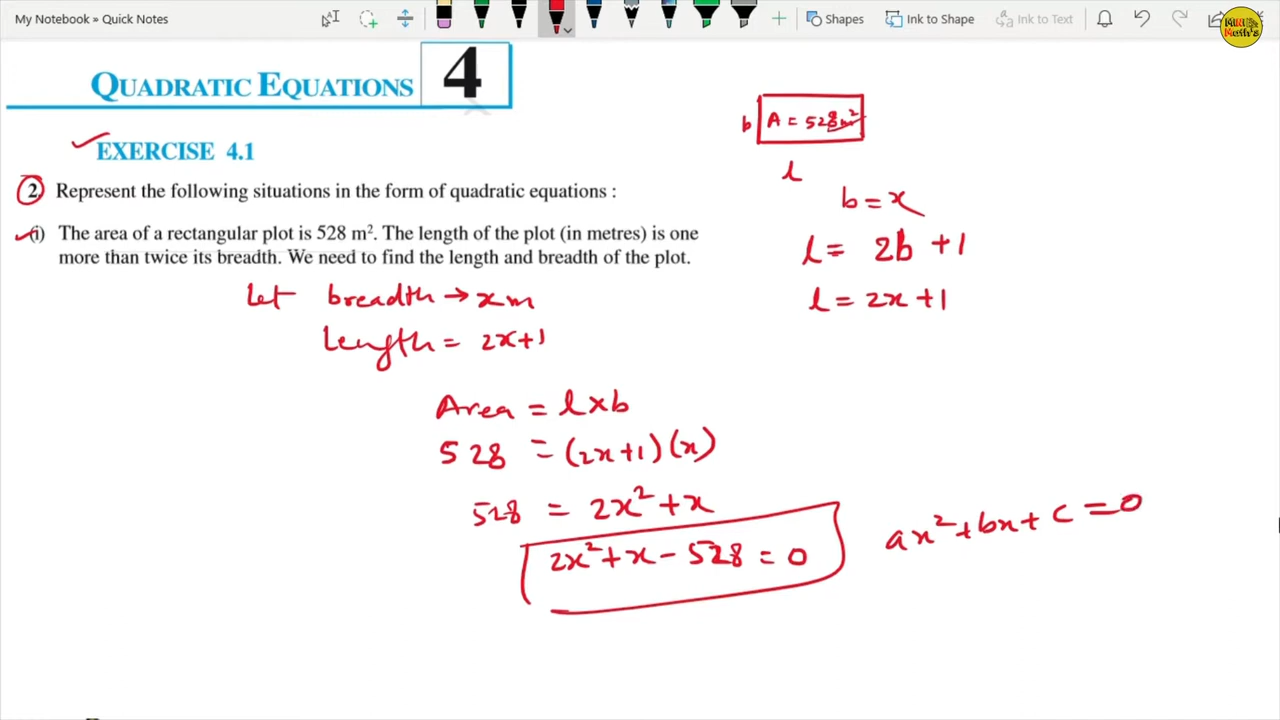 My Notebook » Quick Notes
Shapes
Ink to Shape
Ink to Text
MiKi Math's
QUADRATIC EQUATIONS 4
EXERCISE 4.1
2. Represent the following situations in the form of quadratic equations :
(i) The area of a rectangular plot is 528 m². The length of the plot (in metres) is one
more than twice its breadth. We need to find the length and breadth of the plot.
b A = 528m²
l
b = x
l = 2b + 1
l = 2x + 1
Let breadth → x m
length = 2x+1
Area = l x b
528 = (2x+1)(x)
528 = 2x² + x
2x² + x - 528 = 0
ax² + bx + c = 0